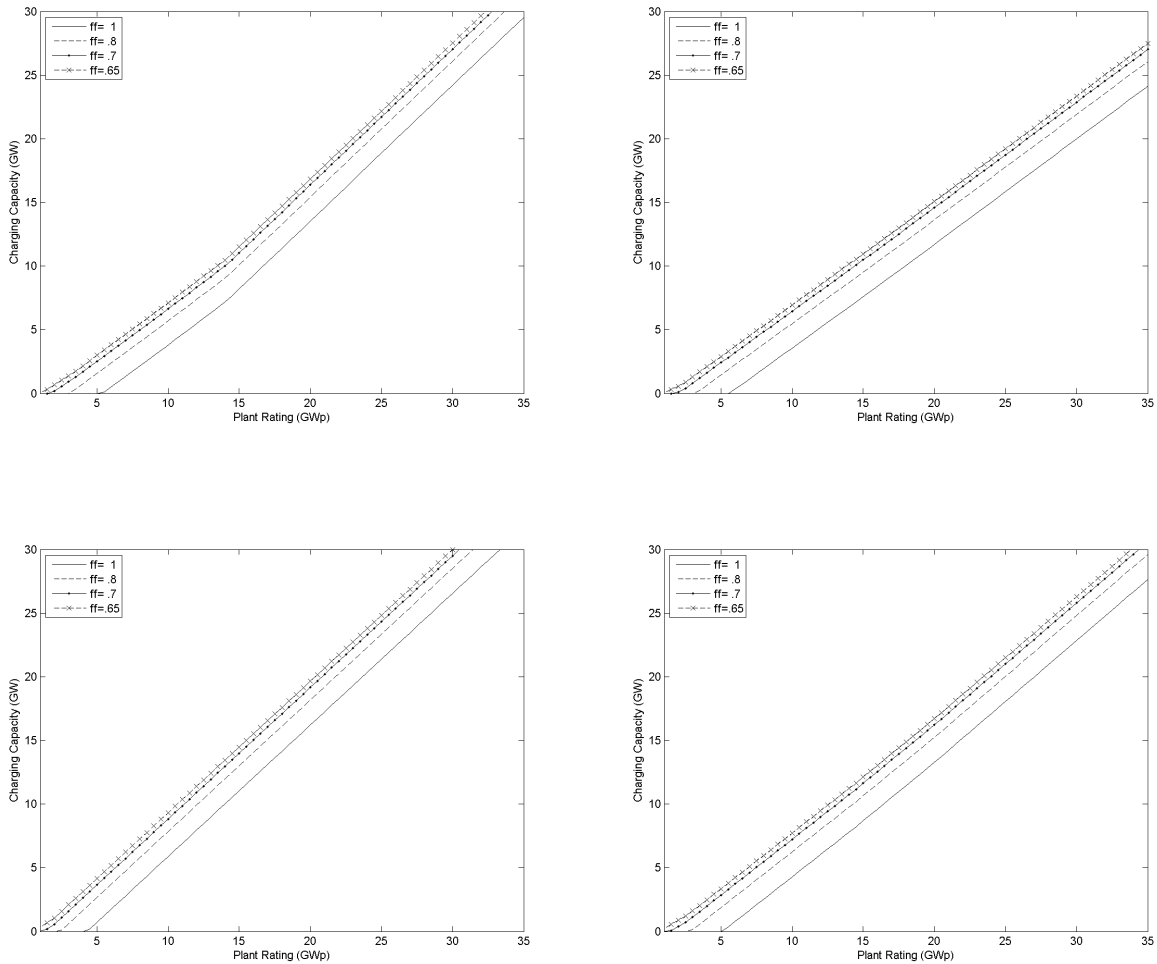 30
25
20
15
10
5
0
Charging Capacity (GW)
ff= 1
ff= .8
ff= .7
ff=.65
5 10 15 20 25 30 35
Plant Rating (GWp)
30
25
20
15
10
5
0
Charging Capacity (GW)
ff= 1
ff= .8
ff= .7
ff=.65
5 10 15 20 25 30 35
Plant Rating (GWp)
30
25
20
15
10
5
0
Charging Capacity (GW)
ff= 1
ff= .8
ff= .7
ff=.65
5 10 15 20 25 30 35
Plant Rating (GWp)
30
25
20
15
10
5
0
Charging Capacity (GW)
ff= 1
ff= .8
ff= .7
ff=.65
5 10 15 20 25 30 35
Plant Rating (GWp)